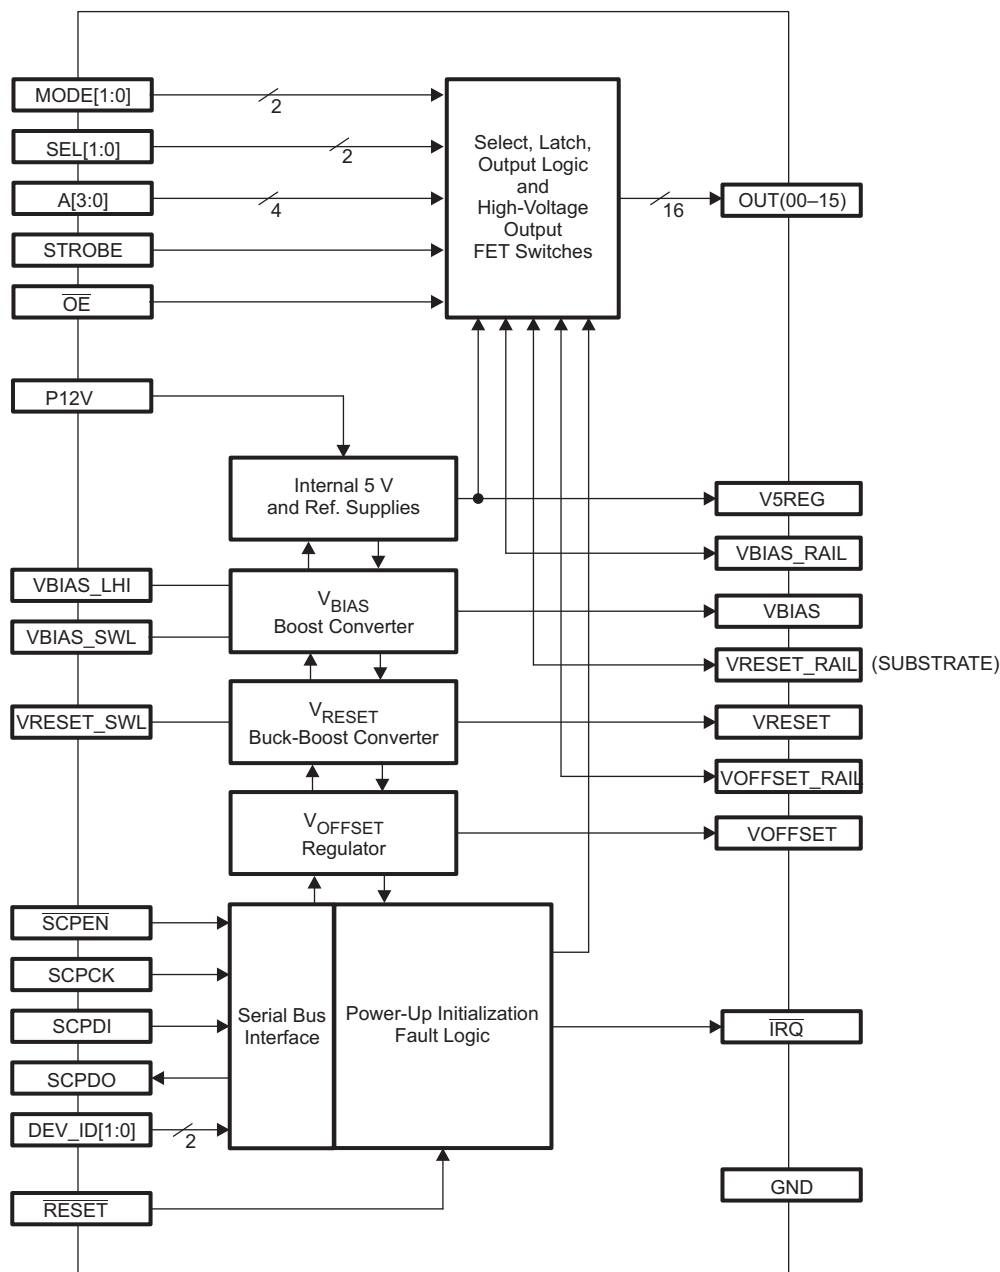 MODE[1:0]
2
SEL[1:0]
2
A[3:0]
4
STROBE
OE
Select, Latch,
Output Logic
and
High-Voltage
Output
FET Switches
16
OUT(00–15)
P12V
Internal 5 V
and Ref. Supplies
V5REG
VBIAS_RAIL
VBIAS_LHI
VBIAS_SWL
VBIAS
Boost Converter
VBIAS
VRESET_RAIL (SUBSTRATE)
VRESET_SWL
VRESET
Buck-Boost Converter
VRESET
VOFFSET_RAIL
VOFFSET
Regulator
VOFFSET
SCPEN
SCPCK
SCPDI
SCPDO
DEV_ID[1:0]
2
Serial Bus
Interface
Power-Up Initialization
Fault Logic
IRQ
GND
RESET